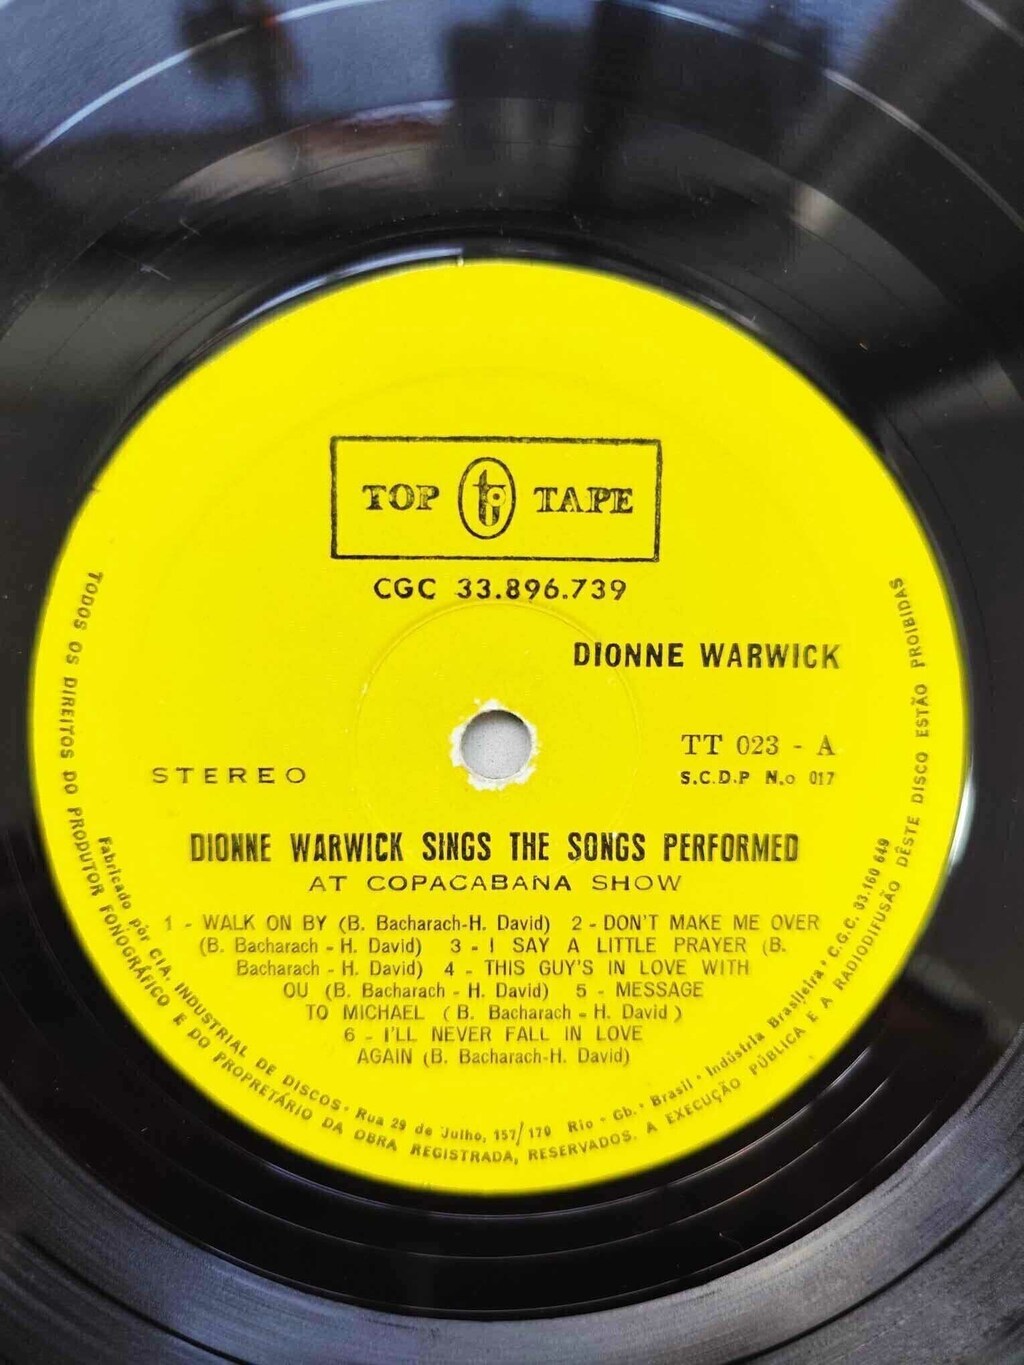 TOP TAPE
CGC 33.896.739
DIONNE WARWICK
TT 023 - A
STEREO
S.C.D.P N.o 017
DIONNE WARWICK SINGS THE SONGS PERFORMED
AT COPACABANA SHOW
1 - WALK ON BY (B. Bacharach-H. David) 2 - DON'T MAKE ME OVER
(B. Bacharach - H. David) 3 - I SAY A LITTLE PRAYER (B.
Bacharach - H. David) 4 - THIS GUY'S IN LOVE WITH
OU (B. Bacharach - H. David) 5 - MESSAGE
TO MICHAEL ( B. Bacharach - H. David )
6 - I'LL NEVER FALL IN LOVE
AGAIN (B. Bacharach-H. David)
Fabricado pôr CIA. INDUSTRIAL DE DISCOS · Rua 29 de Julho, 157/170 Rio - Gb. · Brasil · Indústria Brasileira · C.G.C. 33.160 649
TODOS OS DIREITOS DO PRODUTOR FONOGRÁFICO E DO PROPRETÁRIO DA OBRA REGISTRADA, RESERVADOS. A EXECUÇÃO PÚBLICA E A RADIODIFUSÃO DÊSTE DISCO ESTÃO PROIBIDAS